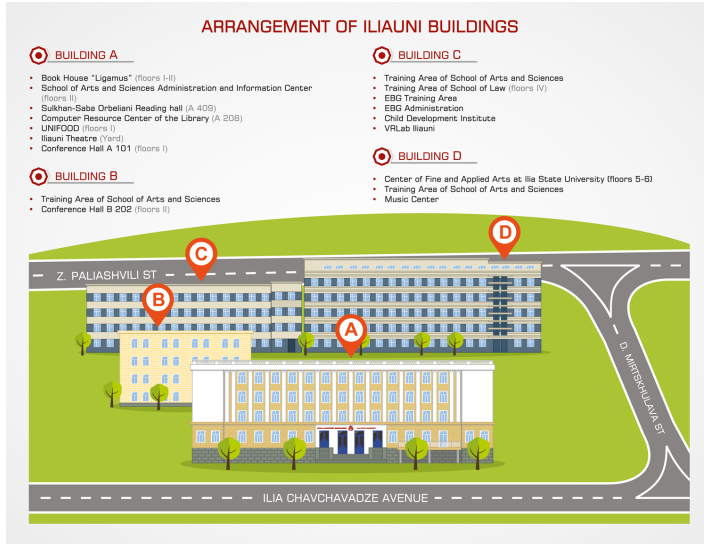 ARRANGEMENT OF ILIAUNI BUILDINGS
BUILDING A
Book House "Ligamus" (floors I-II)
School of Arts and Sciences Administration and Information Center
(floors II)
Sulkhan-Saba Orbeliani Reading hall (A 409)
Computer Resource Center of the Library (A 208)
UNIFOOD (floors I)
Iliauni Theatre (Yard)
Conference Hall A 101 (floors I)
BUILDING B
Training Area of School of Arts and Sciences
Conference Hall B 202 (floors II)
BUILDING C
Training Area of School of Arts and Sciences
Training Area of School of Law (floors IV)
EBG Training Area
EBG Administration
Child Development Institute
VRLab Iliauni
BUILDING D
Center of Fine and Applied Arts at Ilia State University (floors 5-6)
Training Area of School of Arts and Sciences
Music Center
D
C
Z. PALIASHVILI ST
B
A
D. MIRTSKHULAVA ST
ILIA CHAVCHAVADZE AVENUE